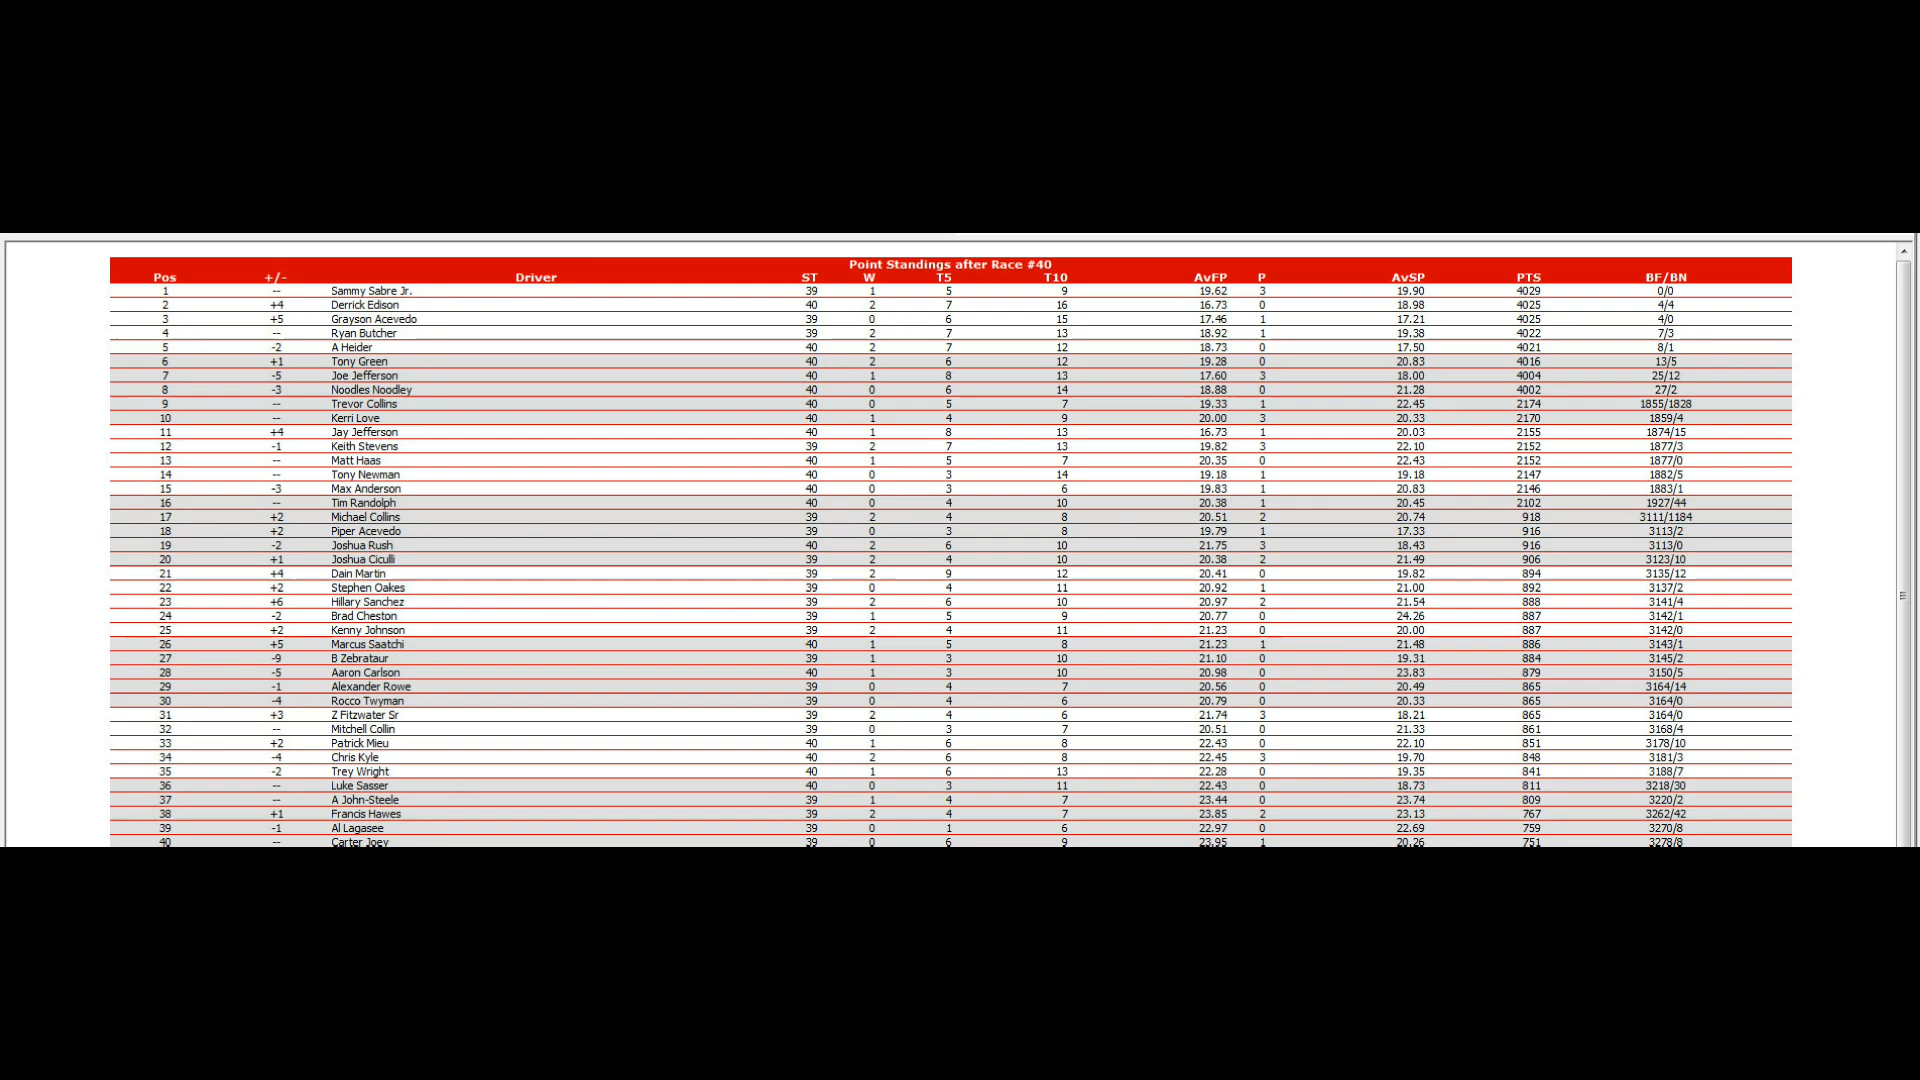 Point Standings after Race #40
Pos +/- Driver ST W T5 T10 AvFP P AvSP PTS BF/BN
1 -- Sammy Sabre Jr. 39 1 5 9 19.62 3 19.90 4029 0/0
2 +4 Derrick Edison 40 2 7 16 16.73 0 18.98 4025 4/4
3 +5 Grayson Acevedo 39 0 6 15 17.46 1 17.21 4025 4/0
4 -- Ryan Butcher 39 2 7 13 18.92 1 19.38 4022 7/3
5 -2 A Heider 40 2 7 12 18.73 0 17.50 4021 8/1
6 +1 Tony Green 40 2 6 12 19.28 0 20.83 4016 13/5
7 -5 Joe Jefferson 40 1 8 13 17.60 3 18.00 4004 25/12
8 -3 Noodles Noodley 40 0 6 14 18.88 0 21.28 4002 27/2
9 -- Trevor Collins 40 0 5 7 19.33 1 22.45 2174 1855/1828
10 -- Kerri Love 40 1 4 9 20.00 3 20.33 2170 1859/4
11 +4 Jay Jefferson 40 1 8 13 16.73 1 20.03 2155 1874/15
12 -1 Keith Stevens 39 2 7 13 19.82 3 22.10 2152 1877/3
13 -- Matt Haas 40 1 5 7 20.35 0 22.43 2152 1877/0
14 -- Tony Newman 40 0 3 14 19.18 1 19.18 2147 1882/5
15 -3 Max Anderson 40 0 3 6 19.83 1 20.83 2146 1883/1
16 -- Tim Randolph 40 0 4 10 20.38 1 20.45 2102 1927/44
17 +2 Michael Collins 39 2 4 8 20.51 2 20.74 918 3111/1184
18 +2 Piper Acevedo 39 0 3 8 19.79 1 17.33 916 3113/2
19 -2 Joshua Rush 40 2 6 10 21.75 3 18.43 916 3113/0
20 +1 Joshua Ciculli 39 2 4 10 20.38 2 21.49 906 3123/10
21 +4 Dain Martin 39 2 9 12 20.41 0 19.82 894 3135/12
22 +2 Stephen Oakes 39 0 4 11 20.92 1 21.00 892 3137/2
23 +6 Hillary Sanchez 39 2 6 10 20.97 2 21.54 888 3141/4
24 -2 Brad Cheston 39 1 5 9 20.77 0 24.26 887 3142/1
25 +2 Kenny Johnson 39 2 4 11 21.23 0 20.00 887 3142/0
26 +5 Marcus Saatchi 40 1 5 8 21.23 1 21.48 886 3143/1
27 -9 B Zebrataur 39 1 3 10 21.10 0 19.31 884 3145/2
28 -5 Aaron Carlson 40 1 3 10 20.98 0 23.83 879 3150/5
29 -1 Alexander Rowe 39 0 4 7 20.56 0 20.49 865 3164/14
30 -4 Rocco Twyman 39 0 4 6 20.79 0 20.33 865 3164/0
31 +3 Z Fitzwater Sr 39 2 4 6 21.74 3 18.21 865 3164/0
32 -- Mitchell Collin 39 0 3 7 20.51 0 21.33 861 3168/4
33 +2 Patrick Mieu 40 1 6 8 22.43 0 22.10 851 3178/10
34 -4 Chris Kyle 40 2 6 8 22.45 3 19.70 848 3181/3
35 -2 Trey Wright 40 1 6 13 22.28 0 19.35 841 3188/7
36 -- Luke Sasser 40 0 3 11 22.43 0 18.73 811 3218/30
37 -- A John-Steele 39 1 4 7 23.44 0 23.74 809 3220/2
38 +1 Francis Hawes 39 2 4 7 23.85 2 23.13 767 3262/42
39 -1 Al Lagasee 39 0 1 6 22.97 0 22.69 759 3270/8
40 -- Carter Joey 39 0 6 9 23.95 1 20.26 751 3278/8